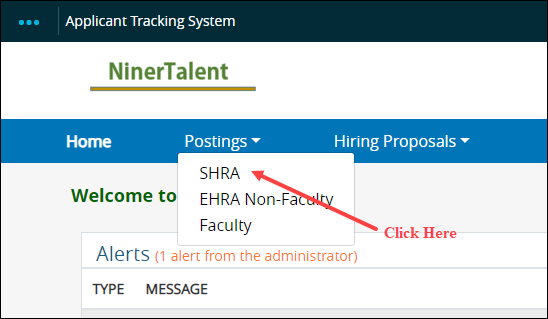 Applicant Tracking System
NinerTalent
Home Postings Hiring Proposals
SHRA
EHRA Non-Faculty
Welcome to
Faculty
Click Here
Alerts (1 alert from the administrator)
TYPE MESSAGE